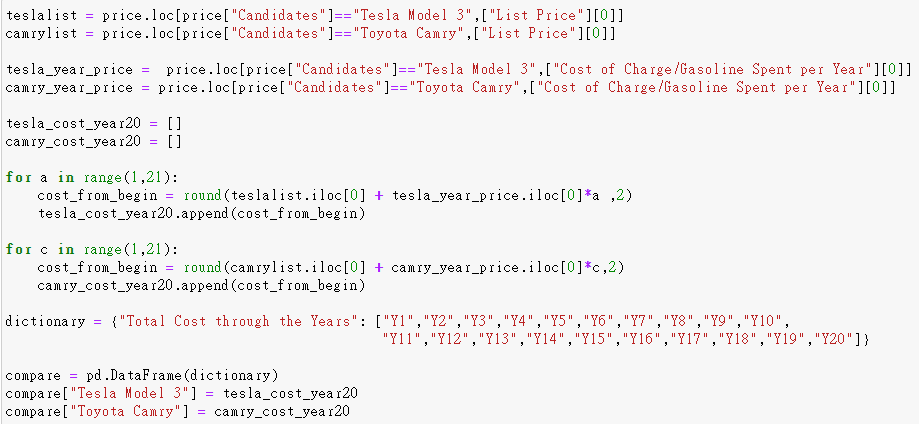 teslalist = price.loc[price["Candidates"]=="Tesla Model 3",["List Price"][0]]
camrylist = price.loc[price["Candidates"]=="Toyota Camry",["List Price"][0]]

tesla_year_price =  price.loc[price["Candidates"]=="Tesla Model 3",["Cost of Charge/Gasoline Spent per Year"][0]]
camry_year_price = price.loc[price["Candidates"]=="Toyota Camry",["Cost of Charge/Gasoline Spent per Year"][0]]

tesla_cost_year20 = []
camry_cost_year20 = []

for a in range(1,21):
    cost_from_begin = round(teslalist.iloc[0] + tesla_year_price.iloc[0]*a ,2)
    tesla_cost_year20.append(cost_from_begin)

for c in range(1,21):
    cost_from_begin = round(camrylist.iloc[0] + camry_year_price.iloc[0]*c,2)
    camry_cost_year20.append(cost_from_begin)

dictionary = {"Total Cost through the Years": ["Y1","Y2","Y3","Y4","Y5","Y6","Y7","Y8","Y9","Y10",
                                               "Y11","Y12","Y13","Y14","Y15","Y16","Y17","Y18","Y19","Y20"]}

compare = pd.DataFrame(dictionary)
compare["Tesla Model 3"] = tesla_cost_year20
compare["Toyota Camry"] = camry_cost_year20